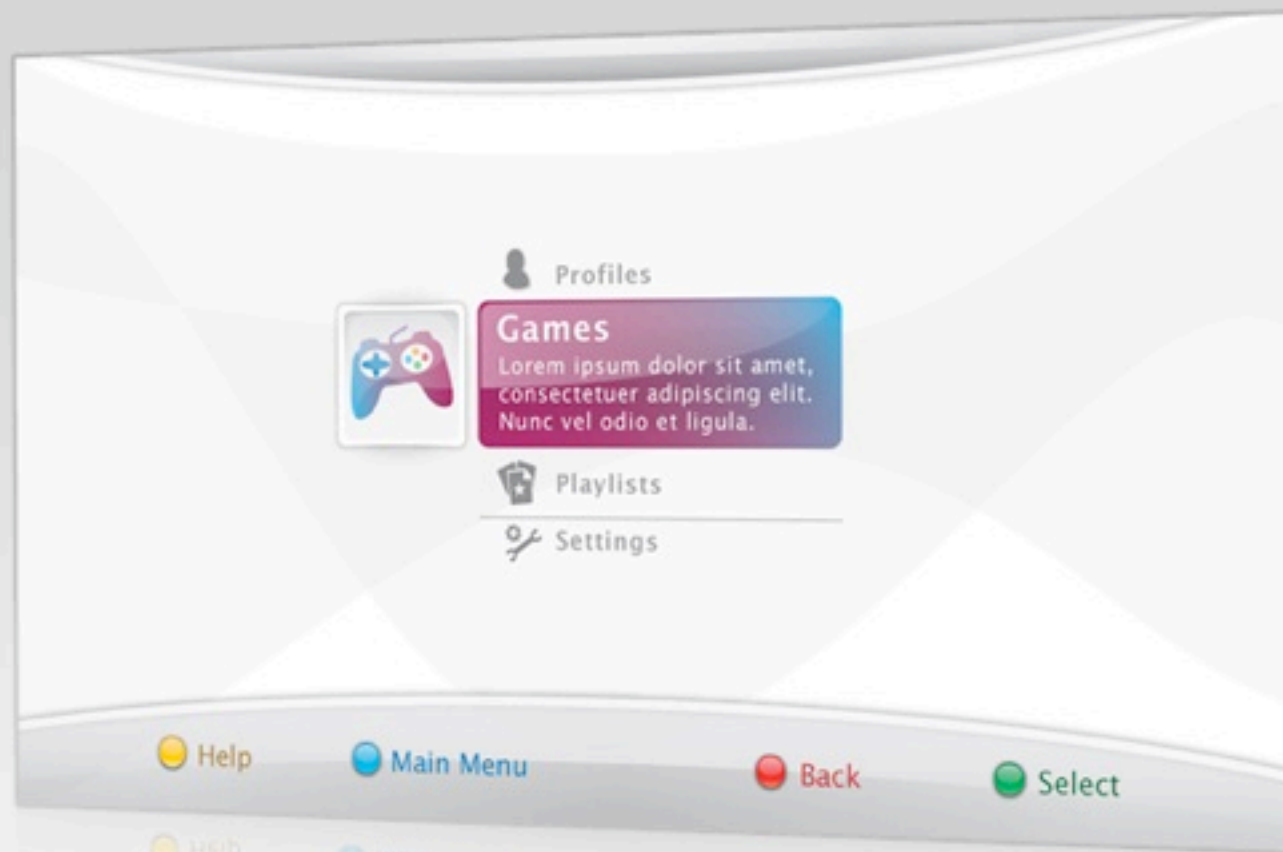 Profiles
Games
Lorem ipsum dolor sit amet,
consectetuer adipiscing elit.
Nunc vel odio et ligula.
Playlists
Settings
Help
Main Menu
Back
Select
Help